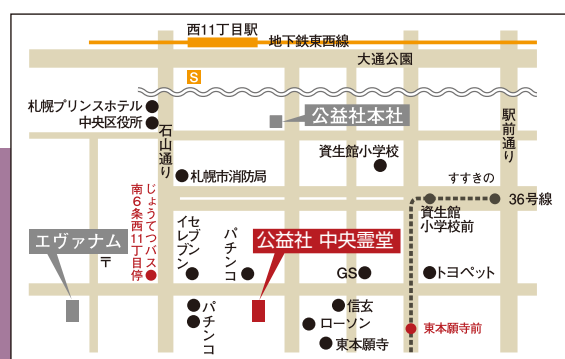 西11丁目駅
地下鉄東西線
大通公園
S
札幌プリンスホテル
中央区役所
石山通り
公益社本社
駅前通り
資生館小学校
札幌市消防局
すすきの
36号線
資生館
小学校前
じょうてつバス
南6条西11丁目停
エヴァナム
〒
セブン
イレブン
パチンコ
公益社 中央霊堂
GS
トヨペット
パチンコ
信玄
ローソン
東本願寺
東本願寺前